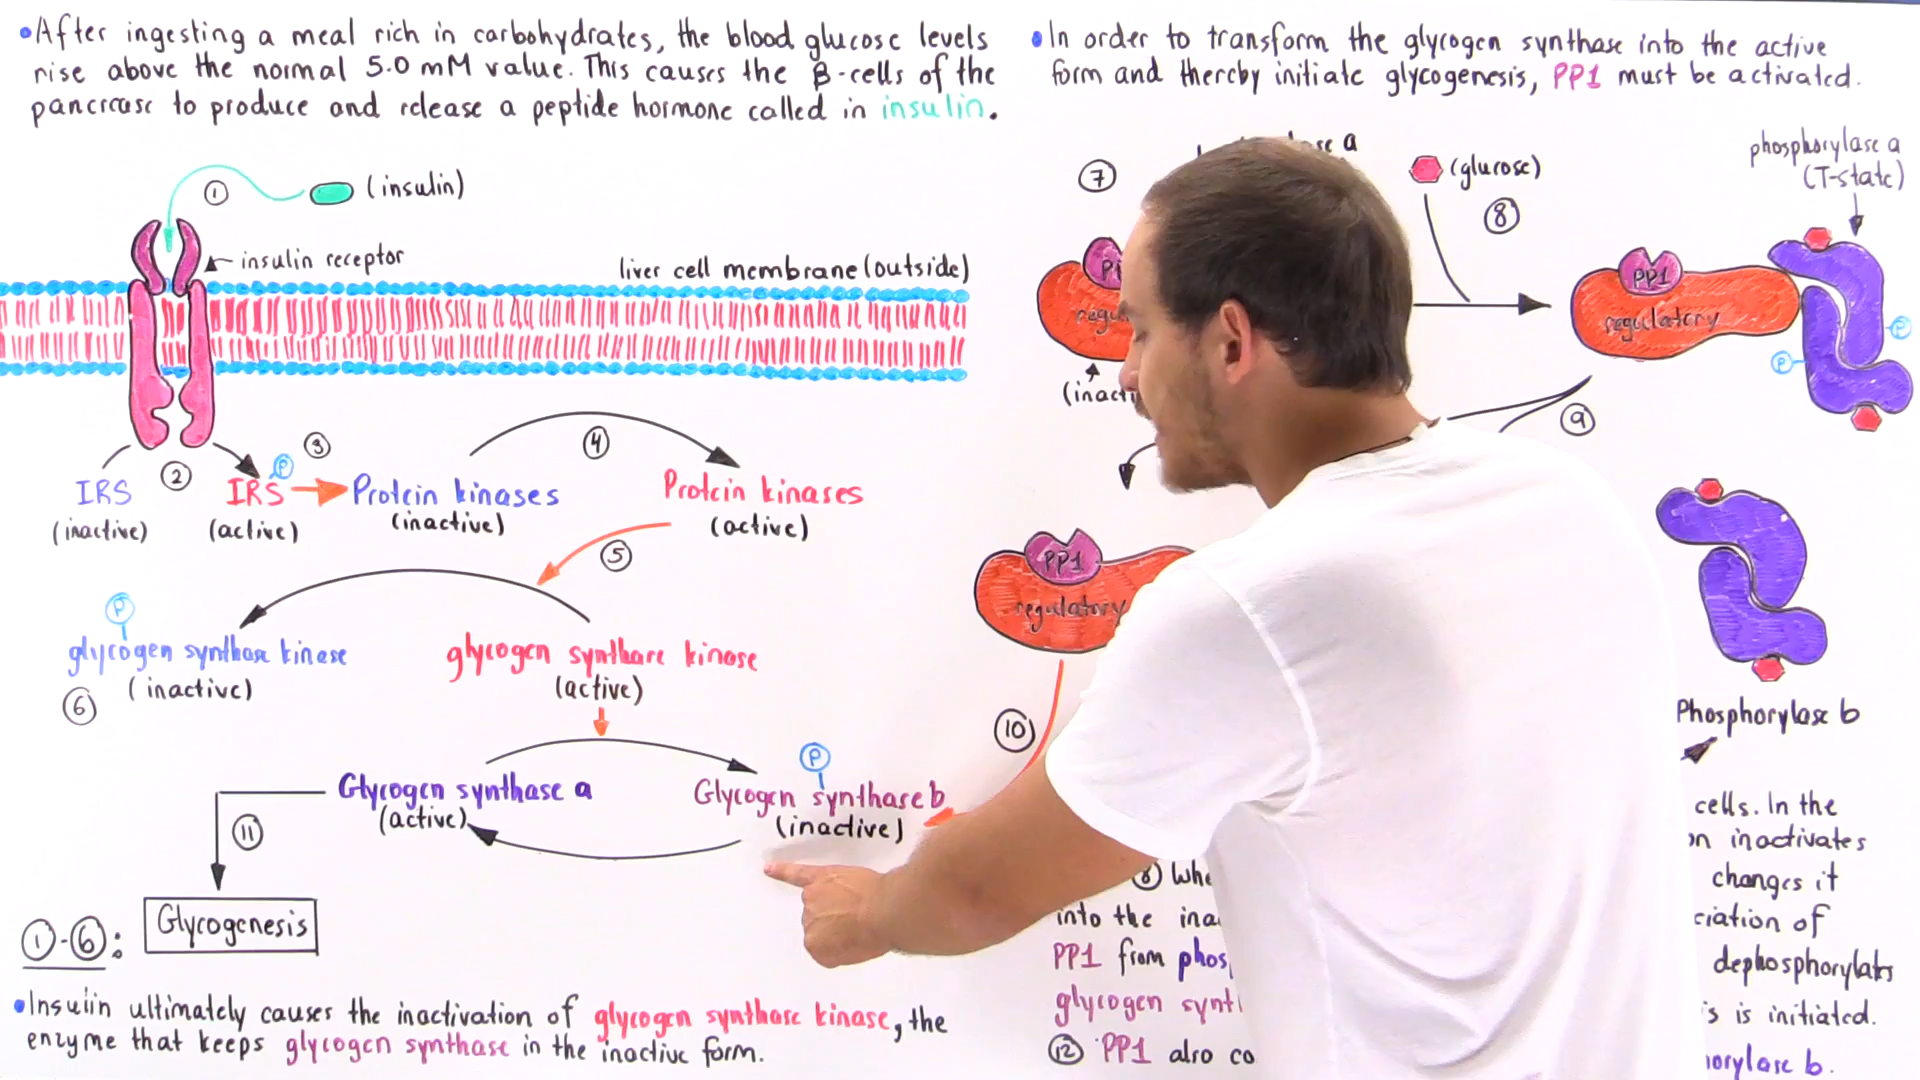 •After ingesting a meal rich in carbohydrates, the blood glucose levels
rise above the normal 5.0 mM value. This causes the β-cells of the
pancrease to produce and release a peptide hormone called in insulin.
① (insulin)
insulin receptor
liver cell membrane (outside)
IRS
(inactive)
②
IRS P
(active)
③
Protein kinases
(inactive)
④
Protein kinases
(active)
⑤
P
glycogen synthase kinase
(inactive)
⑥
glycogen synthase kinase
(active)
Glycogen synthase a
(active)
P
Glycogen synthase b
(inactive)
⑪
Glycogenesis
①-⑥:
•Insulin ultimately causes the inactivation of glycogen synthase kinase, the
enzyme that keeps glycogen synthase in the inactive form.
•In order to transform the glycogen synthase into the active
form and thereby initiate glycogenesis, PP1 must be activated.
⑦
a
(glucose)
⑧
phosphorylase a
(T-state)
PP1
regulatory
P
P
⑨
PP1
regulatory
⑩
Phosphorylase b
cells. In the
inactivates
changes it
into the
of
PP1 from
dephosphorylates
glycogen
is initiated.
⑫ PP1 also
b.